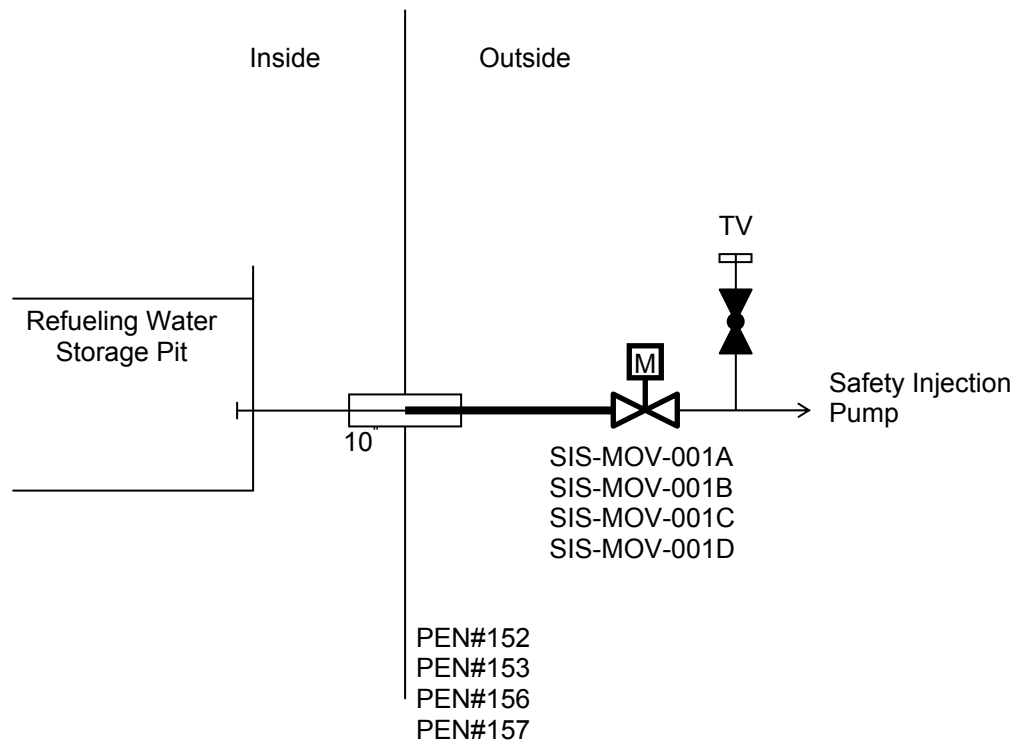 Inside
Outside
TV
Refueling Water
Storage Pit
M
Safety Injection
Pump
10"
SIS-MOV-001A
SIS-MOV-001B
SIS-MOV-001C
SIS-MOV-001D
PEN#152
PEN#153
PEN#156
PEN#157